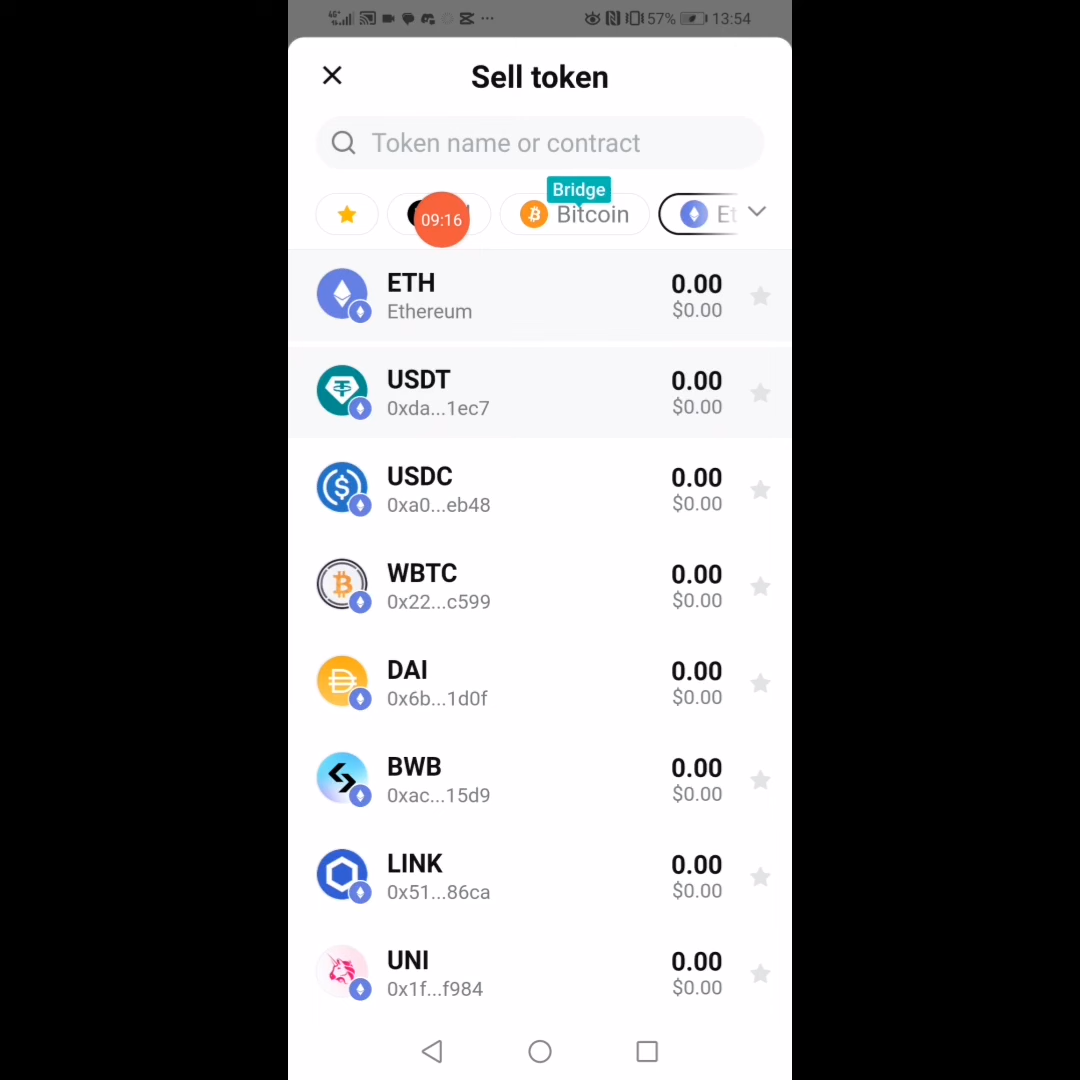 57% 13:54
Sell token
Token name or contract
Bridge
09:16
Bitcoin
Et
ETH 0.00
Ethereum $0.00
USDT 0.00
0xda...1ec7 $0.00
USDC 0.00
0xa0...eb48 $0.00
WBTC 0.00
0x22...c599 $0.00
DAI 0.00
0x6b...1d0f $0.00
BWB 0.00
0xac...15d9 $0.00
LINK 0.00
0x51...86ca $0.00
UNI 0.00
0x1f...f984 $0.00